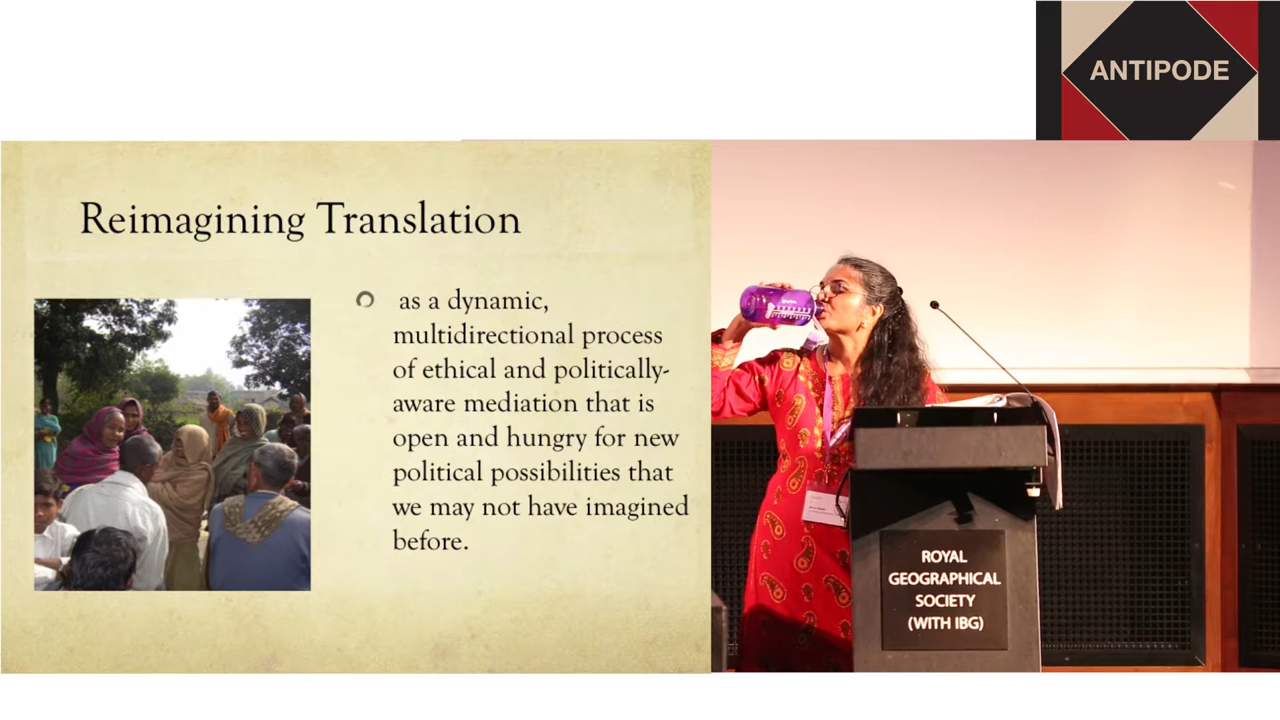 ANTIPODE
Reimagining Translation
as a dynamic,
multidirectional process
of ethical and politically-
aware mediation that is
open and hungry for new
political possibilities that
we may not have imagined
before.
ROYAL
GEOGRAPHICAL
SOCIETY
(WITH IBG)